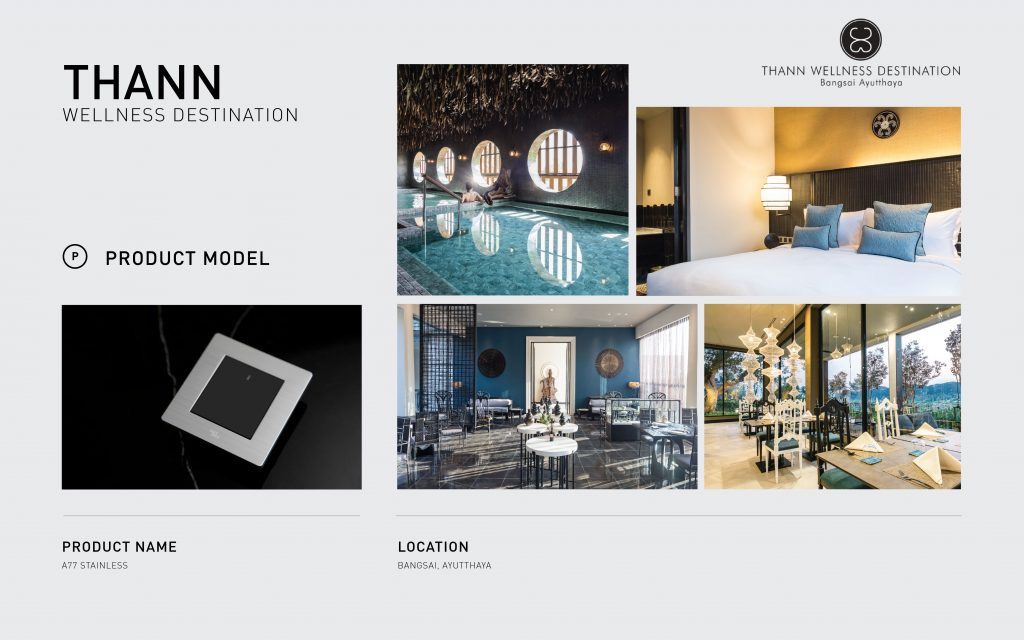 THANN
WELLNESS DESTINATION
THANN WELLNESS DESTINATION
Bangsai Ayutthaya
P
PRODUCT MODEL
PRODUCT NAME
A77 STAINLESS
LOCATION
BANGSAI, AYUTTHAYA